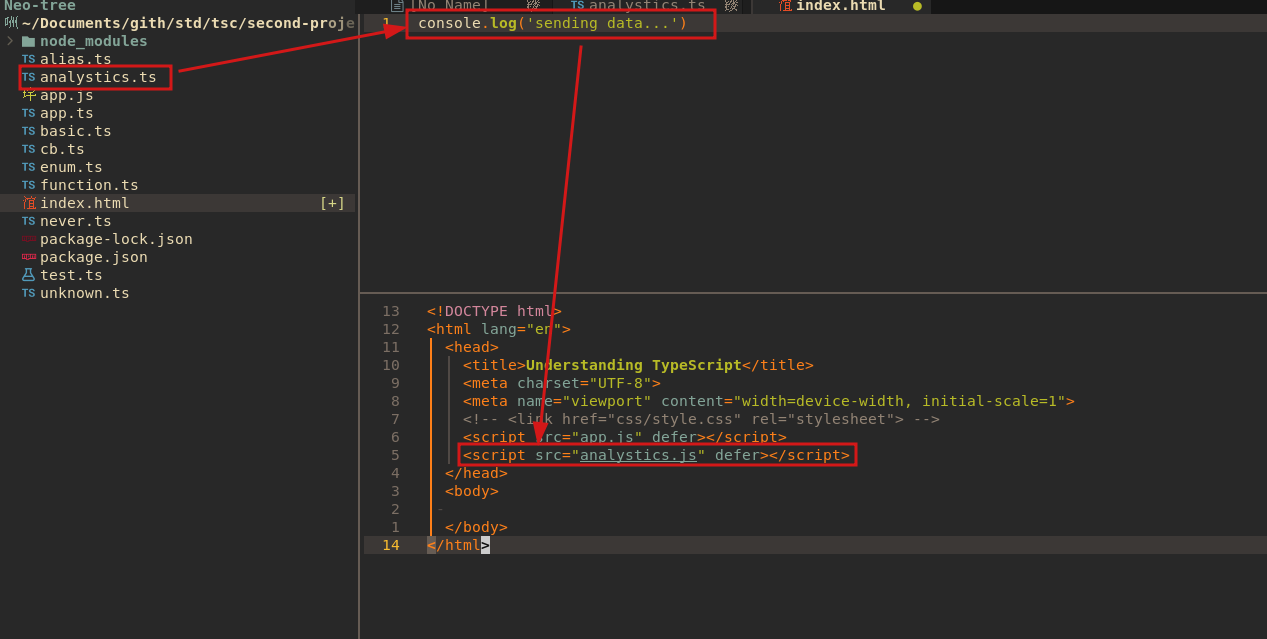 Neo-tree
~/Documents/gith/std/tsc/second-proje
node_modules
TS alias.ts
TS analystics.ts
app.js
TS app.ts
TS basic.ts
TS cb.ts
TS enum.ts
TS function.ts
index.html [+]
TS never.ts
package-lock.json
package.json
test.ts
TS unknown.ts
[No Name] TS analystics.ts index.html
1 console.log('sending data...')
13 <!DOCTYPE html>
12 <html lang="en">
11 <head>
10 <title>Understanding TypeScript</title>
9 <meta charset="UTF-8">
8 <meta name="viewport" content="width=device-width, initial-scale=1">
7 <!-- <link href="css/style.css" rel="stylesheet"> -->
6 <script src="app.js" defer></script>
5 <script src="analystics.js" defer></script>
4 </head>
3 <body>
2 -
1 </body>
14 </html>